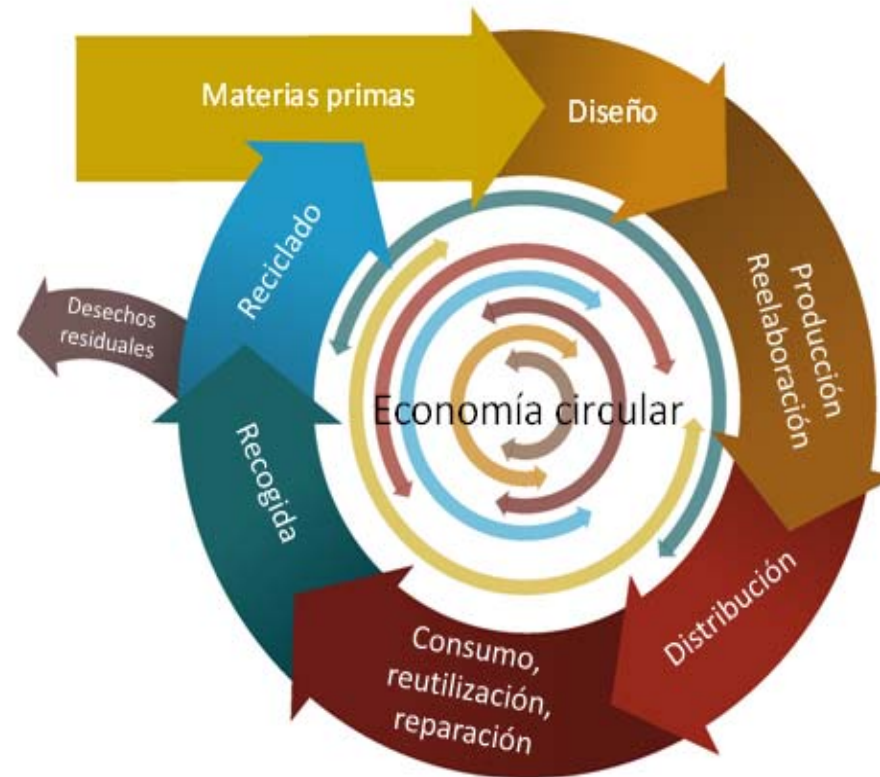 Materias primas
Diseño
Producción
Reelaboración
Distribución
Consumo,
reutilización,
reparación
Recogida
Reciclado
Desechos
residuales
Economía circular